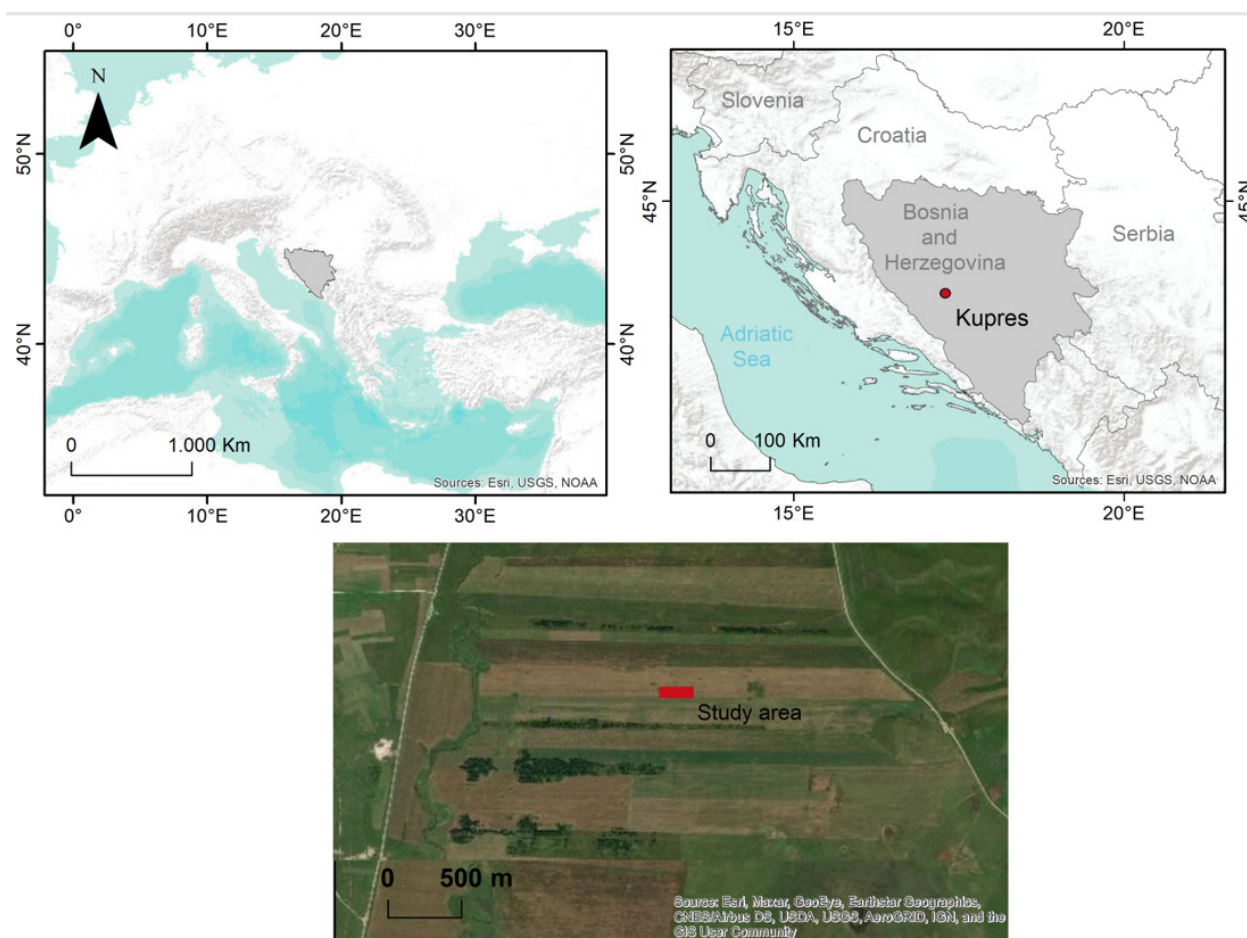 0°
10°E
20°E
30°E
N
50°N
40°N
50°N
40°N
0
1.000 Km
Sources: Esri, USGS, NOAA
0°
10°E
20°E
30°E
15°E
20°E
45°N
45°N
Slovenia
Croatia
Bosnia
and
Herzegovina
Serbia
Kupres
Adriatic
Sea
0
100 Km
Sources: Esri, USGS, NOAA
15°E
20°E
Study area
0
500 m
Source: Esri, Maxar, GeoEye, Earthstar Geographics,
CNES/Airbus DS, USDA, USGS, AeroGRID, IGN, and the
GIS User Community